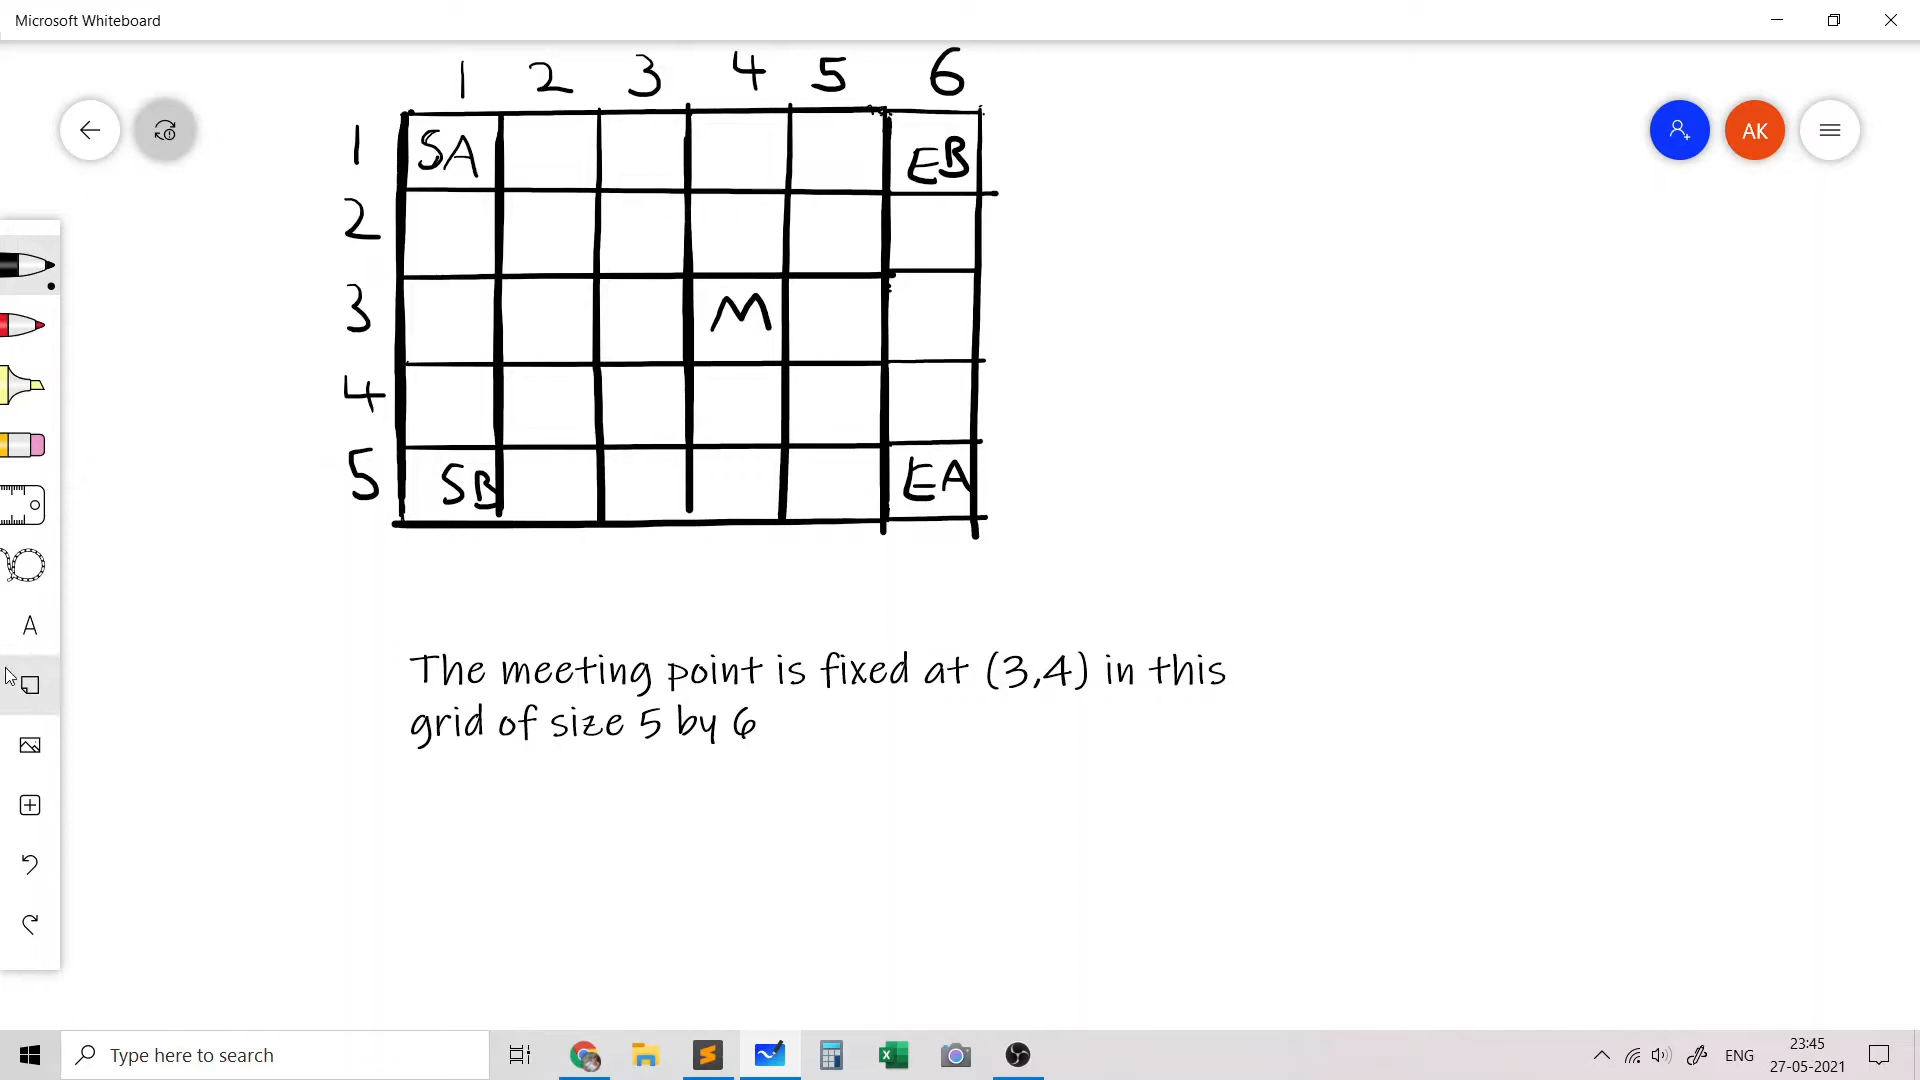 Microsoft Whiteboard
1 2 3 4 5 6
AK
1 SA EB
2
3 M
4
5 SB EA
A
The meeting point is fixed at (3,4) in this
grid of size 5 by 6
Type here to search
ENG
23:45
27-05-2021